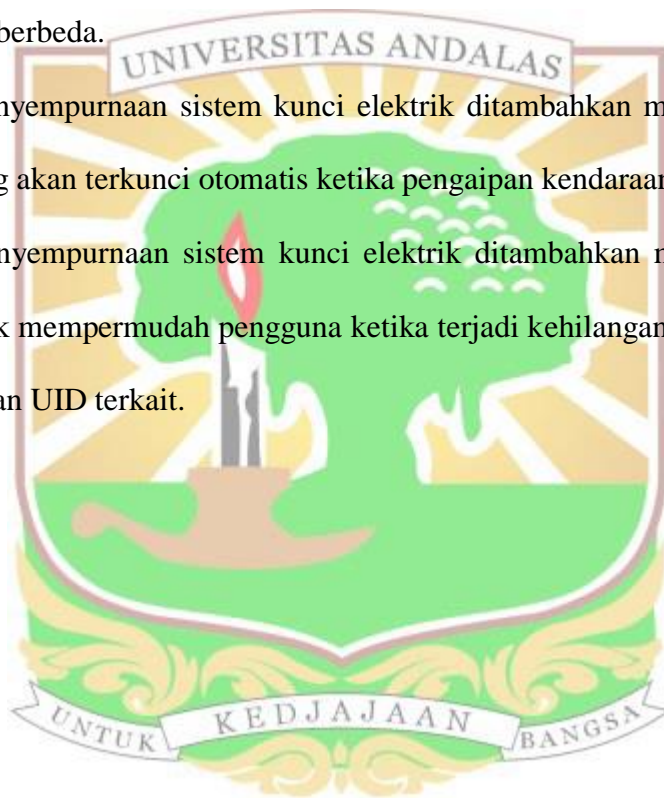 berbeda.
UNIVERSITAS ANDALAS
nyempurnaan sistem kunci elektrik ditambahkan m
g akan terkunci otomatis ketika pengaipan kendaraan
nyempurnaan sistem kunci elektrik ditambahkan m
k mempermudah pengguna ketika terjadi kehilangan
an UID terkait.
UNTUK KEDJAJAAN BANGSA